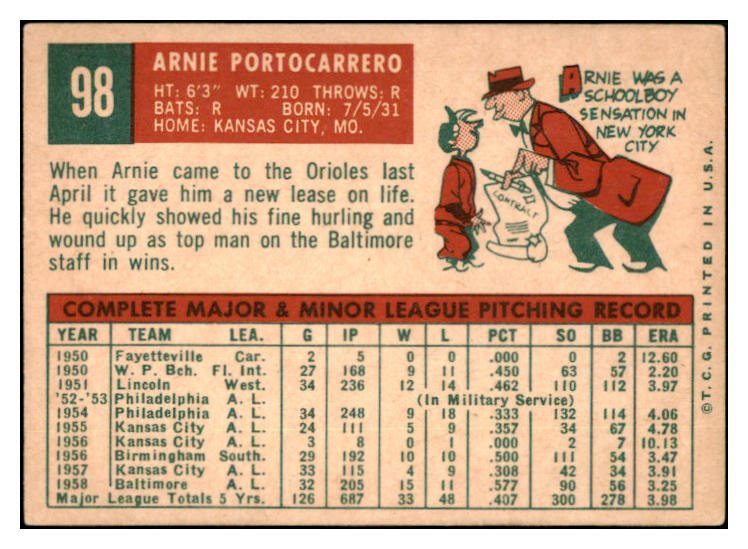 98
ARNIE PORTOCARRERO
HT: 6'3" WT: 210 THROWS: R
BATS: R BORN: 7/5/31
HOME: KANSAS CITY, MO.
ARNIE WAS A
SCHOOLBOY
SENSATION IN
NEW YORK
CITY
CONTRACT
When Arnie came to the Orioles last
April it gave him a new lease on life.
He quickly showed his fine hurling and
wound up as top man on the Baltimore
staff in wins.
COMPLETE MAJOR & MINOR LEAGUE PITCHING RECORD
YEAR TEAM LEA. G IP W L PCT SO BB ERA
1950 Fayetteville Car. 2 5 0 0 .000 0 2 12.60
1950 W. P. Bch. Fl. Int. 27 168 9 11 .450 63 57 2.20
1951 Lincoln West. 34 236 12 14 .462 110 112 3.97
'52-'53 Philadelphia A. L. (In Military Service)
1954 Philadelphia A. L. 34 248 9 18 .333 132 114 4.06
1955 Kansas City A. L. 24 111 5 9 .357 34 67 4.78
1956 Kansas City A. L. 3 8 0 1 .000 2 7 10.13
1956 Birmingham South. 29 192 10 10 .500 111 54 3.47
1957 Kansas City A. L. 33 115 4 9 .308 42 34 3.91
1958 Baltimore A. L. 32 205 15 11 .577 90 56 3.25
Major League Totals 5 Yrs. 126 687 33 48 .407 300 278 3.98
©T.C.G. PRINTED IN U.S.A.